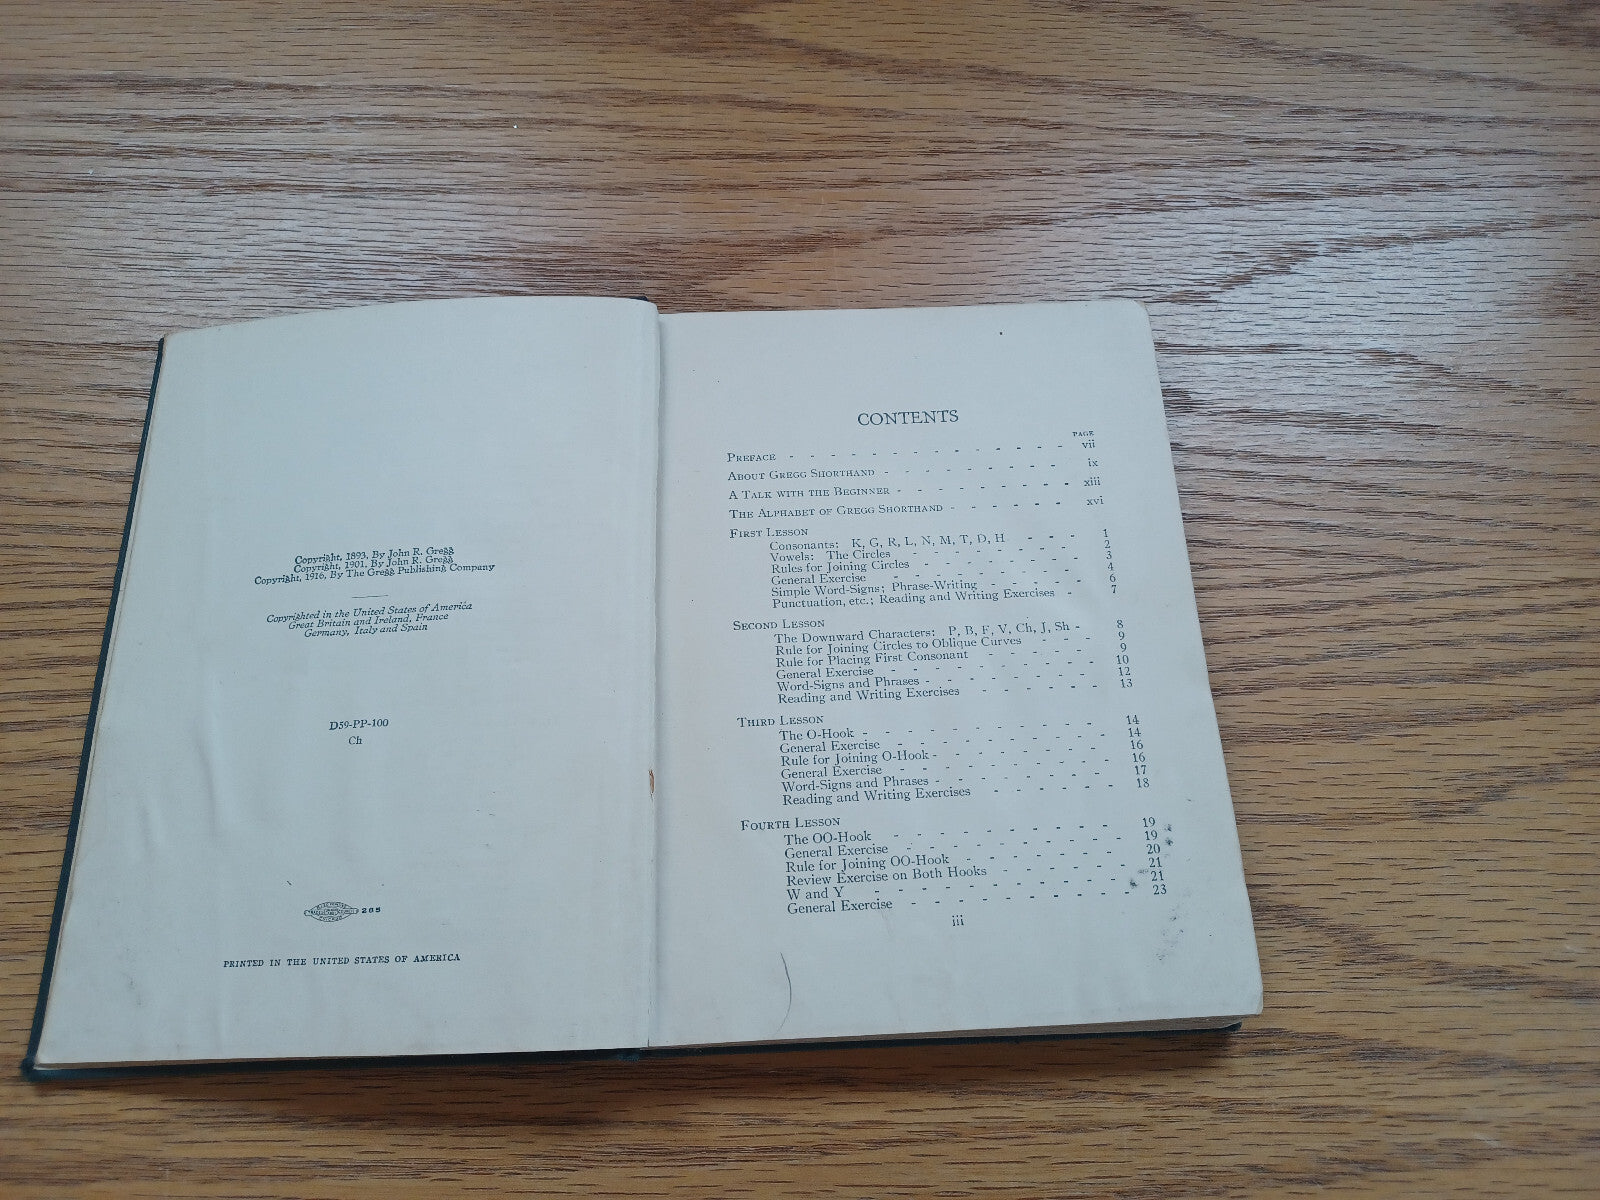 Copyright, 1893, By John R. Gregg
Copyright, 1901, By John R. Gregg
Copyright, 1916, By The Gregg Publishing Company
Copyrighted in the United States of America
Great Britain and Ireland, France
Germany, Italy and Spain
D59-PP-100
Ch
205
PRINTED IN THE UNITED STATES OF AMERICA
CONTENTS
PAGE
PREFACE - - - - - - - - - - - - - vii
ABOUT GREGG SHORTHAND - - - - - - - - - ix
A TALK WITH THE BEGINNER - - - - - - - - xiii
THE ALPHABET OF GREGG SHORTHAND - - - - - - xvi
FIRST LESSON
Consonants: K, G, R, L, N, M, T, D, H - - - - 1
Vowels: The Circles - - - - - - - - 2
Rules for Joining Circles - - - - - - - 3
General Exercise - - - - - - - - 4
Simple Word-Signs; Phrase-Writing - - - - - 6
Punctuation, etc.; Reading and Writing Exercises - 7
SECOND LESSON
The Downward Characters: P, B, F, V, Ch, J, Sh - 8
Rule for Joining Circles to Oblique Curves - - - 9
Rule for Placing First Consonant - - - - - 9
General Exercise - - - - - - - - - 10
Word-Signs and Phrases - - - - - - - - 12
Reading and Writing Exercises - - - - - - 13
THIRD LESSON
The O-Hook - - - - - - - - - - - 14
General Exercise - - - - - - - - - 14
Rule for Joining O-Hook - - - - - - - - 16
General Exercise - - - - - - - - - 16
Word-Signs and Phrases - - - - - - - - 17
Reading and Writing Exercises - - - - - - 18
FOURTH LESSON
The OO-Hook - - - - - - - - - - 19
General Exercise - - - - - - - - - 19
Rule for Joining OO-Hook - - - - - - - 20
Review Exercise on Both Hooks - - - - - - 21
W and Y - - - - - - - - - - - 21
General Exercise - - - - - - - - - - 23
iii